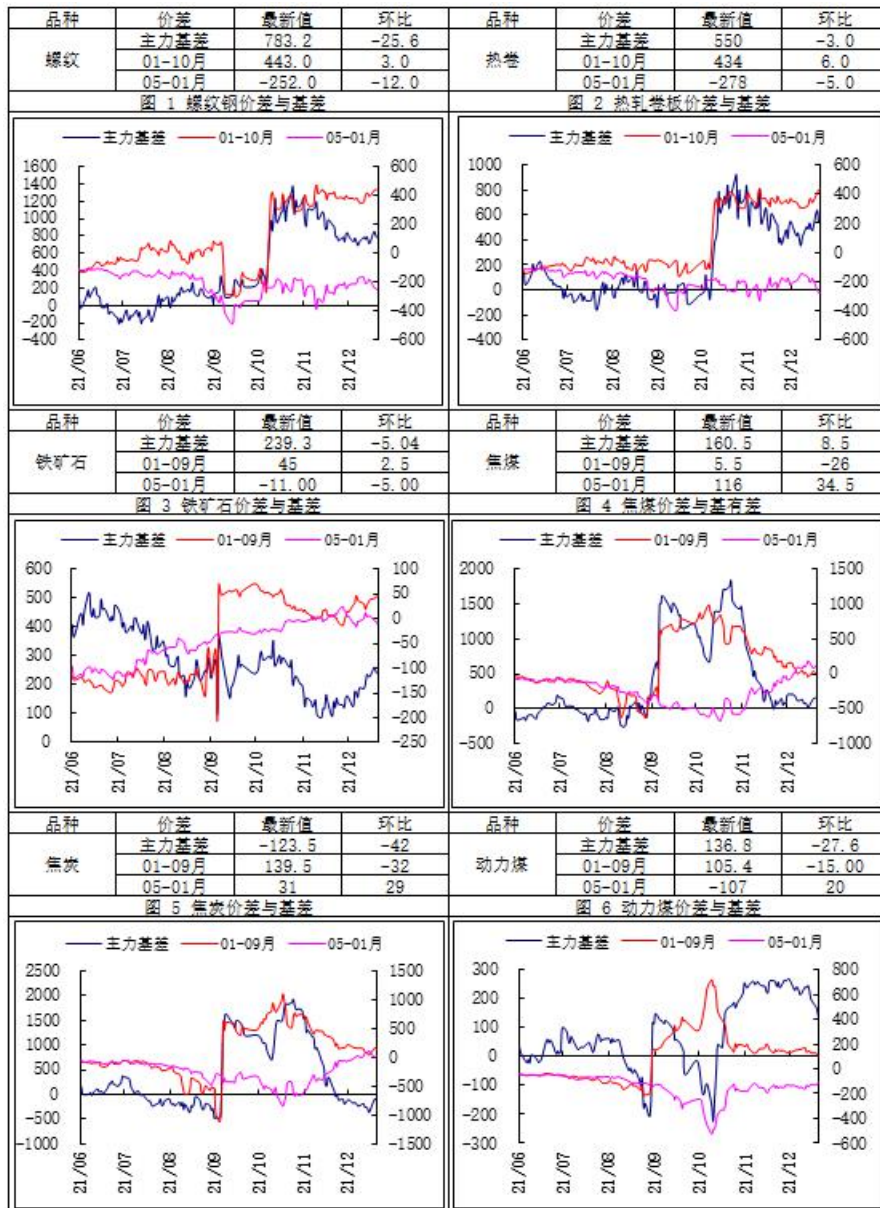 品种 价差 最新值 环比
螺纹 主力基差 783.2 -25.6
01-10月 443.0 3.0
05-01月 -252.0 -12.0
图 1 螺纹钢价差与基差
主力基差 01-10月 05-01月
1600 1400 1200 1000 800 600 400 200 0 -200 -400
600 400 200 0 -200 -400 -600
21/06 21/07 21/08 21/09 21/10 21/11 21/12
品种 价差 最新值 环比
热卷 主力基差 550 -3.0
01-10月 434 6.0
05-01月 -278 -5.0
图 2 热轧卷板价差与基差
主力基差 01-10月 05-01月
1000 800 600 400 200 0 -200 -400
600 400 200 0 -200 -400 -600
21/06 21/07 21/08 21/09 21/10 21/11 21/12
品种 价差 最新值 环比
铁矿石 主力基差 239.3 -5.04
01-09月 45 2.5
05-01月 -11.00 -5.00
图 3 铁矿石价差与基差
主力基差 01-09月 05-01月
600 500 400 300 200 100 0
100 50 0 -50 -100 -150 -200 -250
21/06 21/07 21/08 21/09 21/10 21/11 21/12
品种 价差 最新值 环比
焦煤 主力基差 160.5 8.5
01-09月 5.5 -26
05-01月 116 34.5
图 4 焦煤价差与基有差
主力基差 01-09月 05-01月
2000 1500 1000 500 0 -500
1500 1000 500 0 -500 -1000
21/06 21/07 21/08 21/09 21/10 21/11 21/12
品种 价差 最新值 环比
焦炭 主力基差 -123.5 -42
01-09月 139.5 -32
05-01月 31 29
图 5 焦炭价差与基差
主力基差 01-09月 05-01月
2500 2000 1500 1000 500 0 -500 -1000
1500 1000 500 0 -500 -1000 -1500
21/06 21/07 21/08 21/09 21/10 21/11 21/12
品种 价差 最新值 环比
动力煤 主力基差 136.8 -27.6
01-09月 105.4 -15.00
05-01月 -107 20
图 6 动力煤价差与基差
主力基差 01-09月 05-01月
300 200 100 0 -100 -200 -300
800 600 400 200 0 -200 -400 -600
21/06 21/07 21/08 21/09 21/10 21/11 21/12